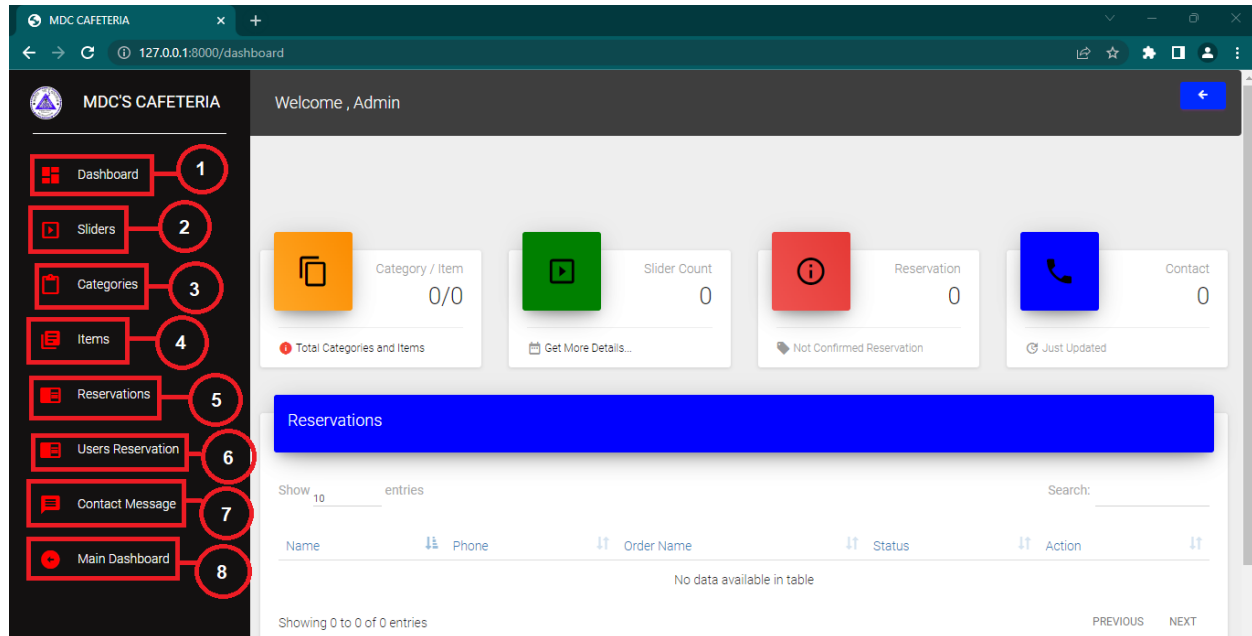 MDC CAFETERIA
127.0.0.1:8000/dashboard
MDC'S CAFETERIA
Welcome , Admin
Dashboard 1
Sliders 2
Categories 3
Items 4
Reservations 5
Users Reservation 6
Contact Message 7
Main Dashboard 8
Category / Item
0/0
Total Categories and Items
Slider Count
0
Get More Details...
Reservation
0
Not Confirmed Reservation
Contact
0
Just Updated
Reservations
Show 10 entries Search:
Name Phone Order Name Status Action
No data available in table
Showing 0 to 0 of 0 entries PREVIOUS NEXT